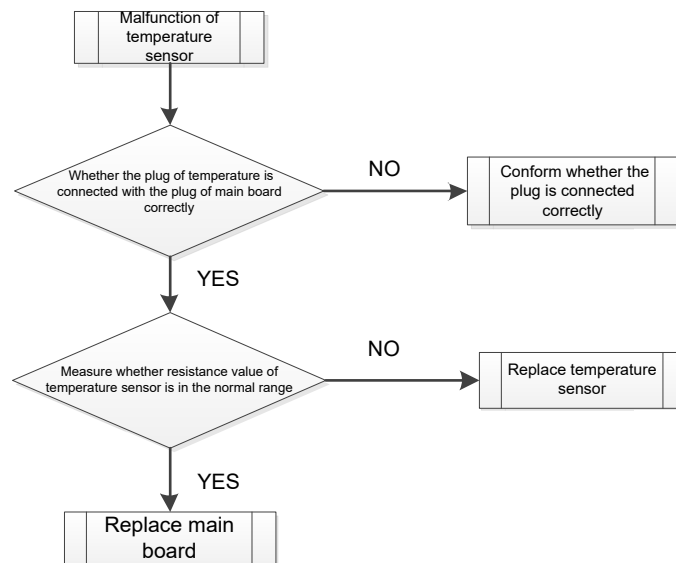 Malfunction of
temperature
sensor
Whether the plug of temperature is
connected with the plug of main board
correctly
NO
Conform whether the
plug is connected
correctly
YES
Measure whether resistance value of
temperature sensor is in the normal range
NO
Replace temperature
sensor
YES
Replace main
board